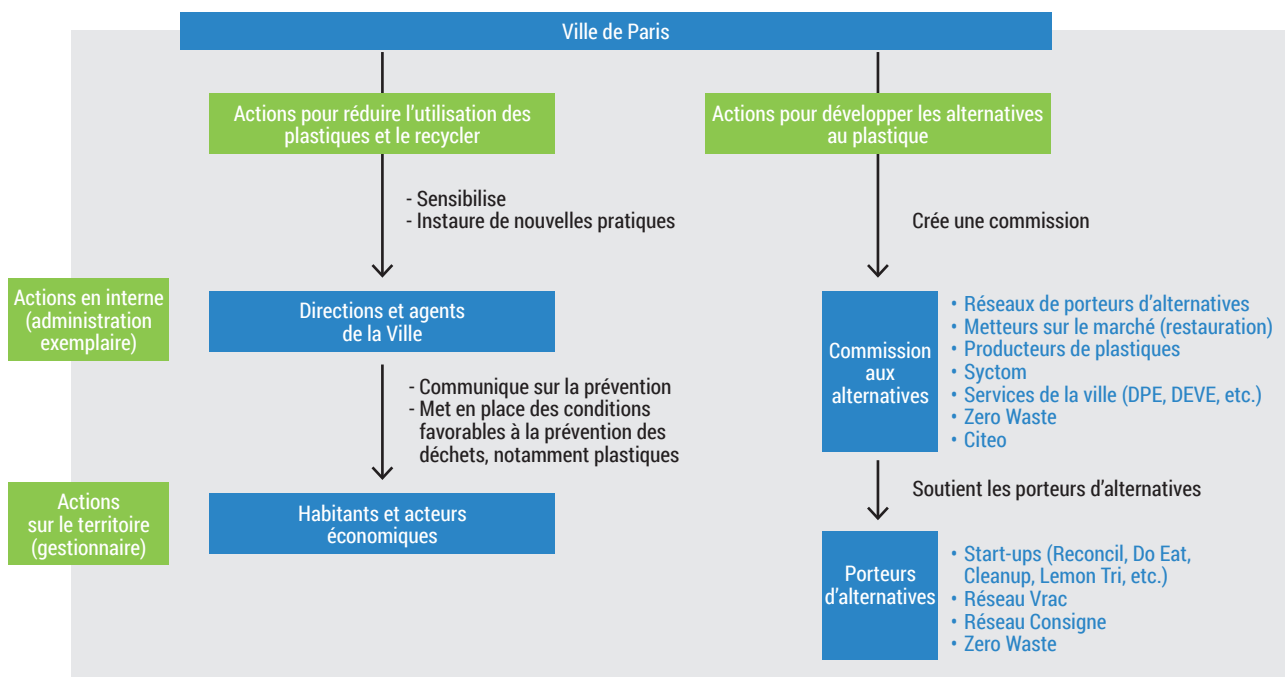 Ville de Paris
Actions pour réduire l'utilisation des
plastiques et le recycler
Actions pour développer les alternatives
au plastique
- Sensibilise
- Instaure de nouvelles pratiques
Crée une commission
Actions en interne
(administration
exemplaire)
Directions et agents
de la Ville
Commission
aux
alternatives
• Réseaux de porteurs d'alternatives
• Metteurs sur le marché (restauration)
• Producteurs de plastiques
• Syctom
• Services de la ville (DPE, DEVE, etc.)
• Zero Waste
• Citeo
- Communique sur la prévention
- Met en place des conditions
favorables à la prévention des
déchets, notamment plastiques
Soutient les porteurs d'alternatives
Actions
sur le territoire
(gestionnaire)
Habitants et acteurs
économiques
Porteurs
d'alternatives
• Start-ups (Reconcil, Do Eat,
Cleanup, Lemon Tri, etc.)
• Réseau Vrac
• Réseau Consigne
• Zero Waste